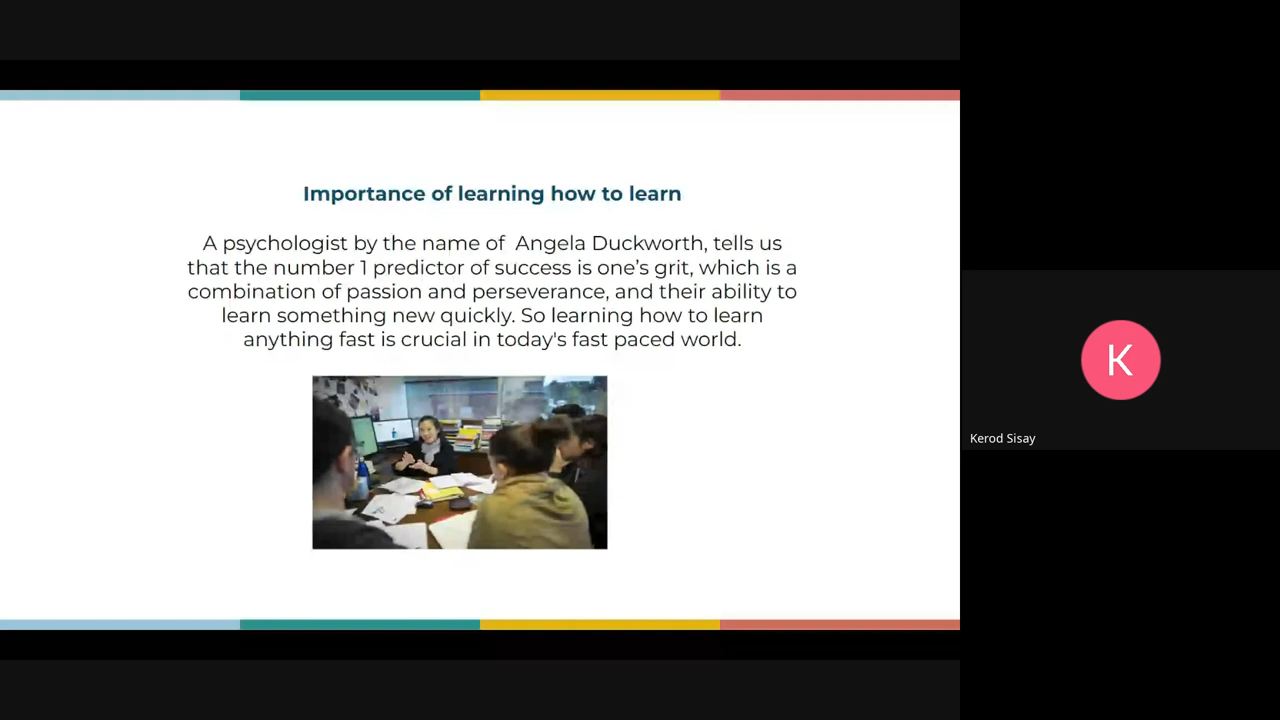 Importance of learning how to learn
A psychologist by the name of  Angela Duckworth, tells us
that the number 1 predictor of success is one’s grit, which is a
combination of passion and perseverance, and their ability to
learn something new quickly. So learning how to learn
anything fast is crucial in today's fast paced world.
K
Kerod Sisay